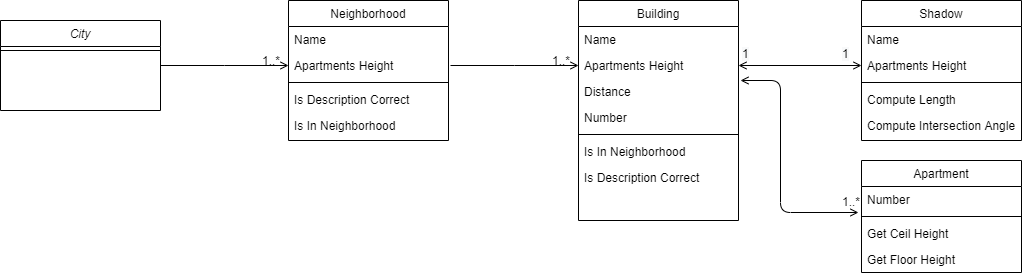 City
1..*
Neighborhood
Name
Apartments Height
Is Description Correct
Is In Neighborhood
1..*
Building
Name
Apartments Height
Distance
Number
Is In Neighborhood
Is Description Correct
1
1
1..*
Shadow
Name
Apartments Height
Compute Length
Compute Intersection Angle
Apartment
Number
Get Ceil Height
Get Floor Height